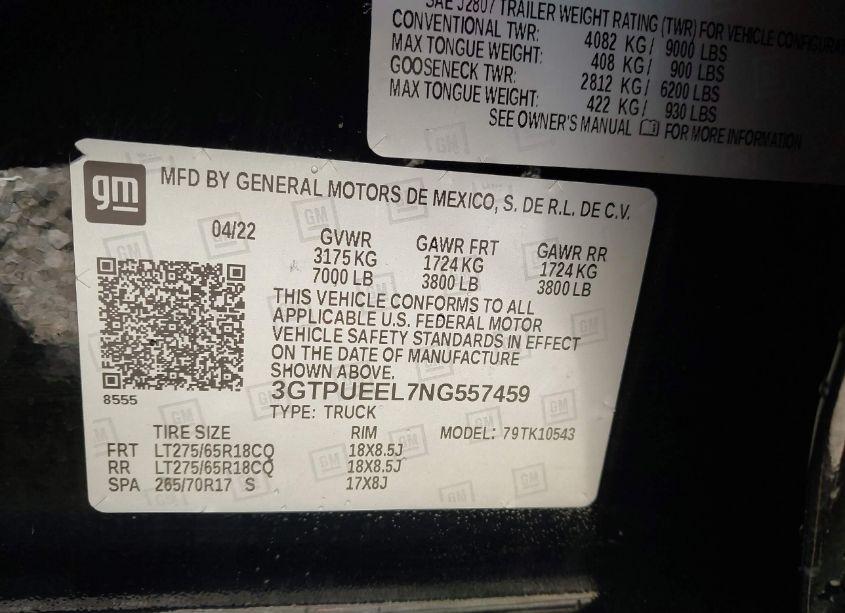 SAE J2807 TRAILER WEIGHT RATING (TWR) FOR VEHICLE
CONVENTIONAL TWR: 4082 KG/ 9000 LBS
MAX TONGUE WEIGHT: 408 KG/ 900 LBS
GOOSENECK TWR: 2812 KG/ 6200 LBS
MAX TONGUE WEIGHT: 422 KG/ 930 LBS
SEE OWNER'S MANUAL FOR MORE INFORMATION
gm
MFD BY GENERAL MOTORS DE MEXICO, S. DE R.L. DE C.V.
04/22 GVWR GAWR FRT GAWR RR
3175 KG 1724 KG 1724 KG
7000 LB 3800 LB 3800 LB
THIS VEHICLE CONFORMS TO ALL
APPLICABLE U.S. FEDERAL MOTOR
VEHICLE SAFETY STANDARDS IN EFFECT
ON THE DATE OF MANUFACTURE
SHOWN ABOVE.
8555
3GTPUEEL7NG557459
TYPE: TRUCK
TIRE SIZE RIM MODEL: 79TK10543
FRT LT275/65R18CQ 18X8.5J
RR LT275/65R18CQ 18X8.5J
SPA 265/70R17 S 17X8J